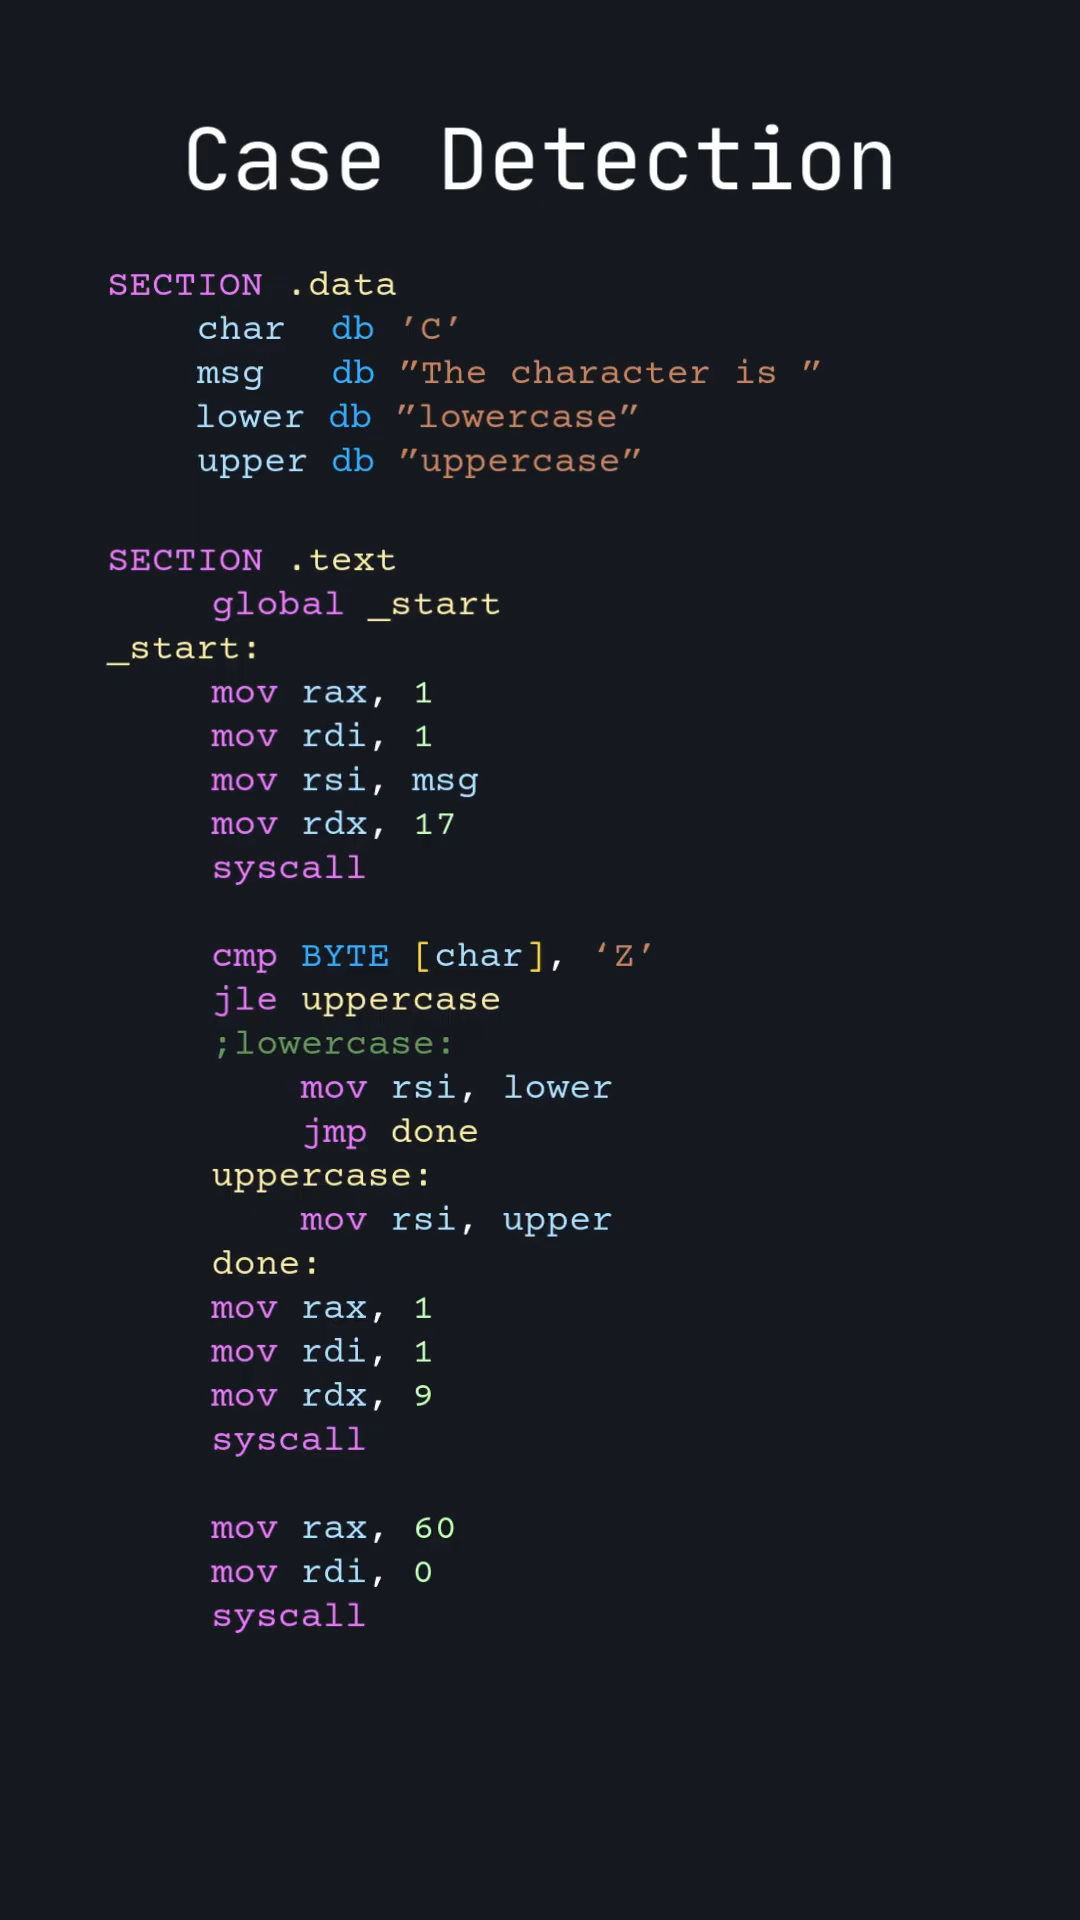 Case Detection
SECTION .data
char db ’C’
msg db ”The character is ”
lower db ”lowercase”
upper db ”uppercase”
SECTION .text
global _start
_start:
mov rax, 1
mov rdi, 1
mov rsi, msg
mov rdx, 17
syscall
cmp BYTE [char], ‘Z’
jle uppercase
;lowercase:
mov rsi, lower
jmp done
uppercase:
mov rsi, upper
done:
mov rax, 1
mov rdi, 1
mov rdx, 9
syscall
mov rax, 60
mov rdi, 0
syscall